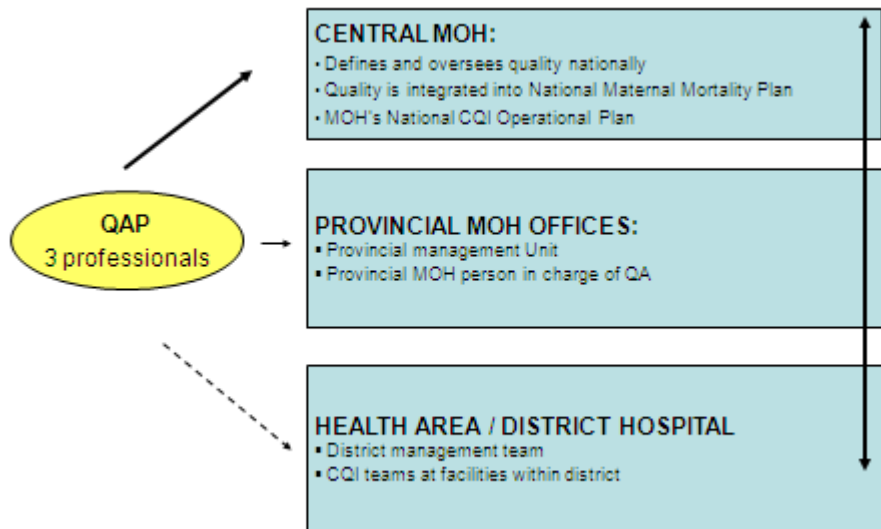 CENTRAL MOH:
• Defines and oversees quality nationally
• Quality is integrated into National Maternal Mortality Plan
• MOH's National CQI Operational Plan
QAP
3 professionals
PROVINCIAL MOH OFFICES:
▪ Provincial management Unit
▪ Provincial MOH person in charge of QA
HEALTH AREA / DISTRICT HOSPITAL
▪ District management team
▪ CQI teams at facilities within district